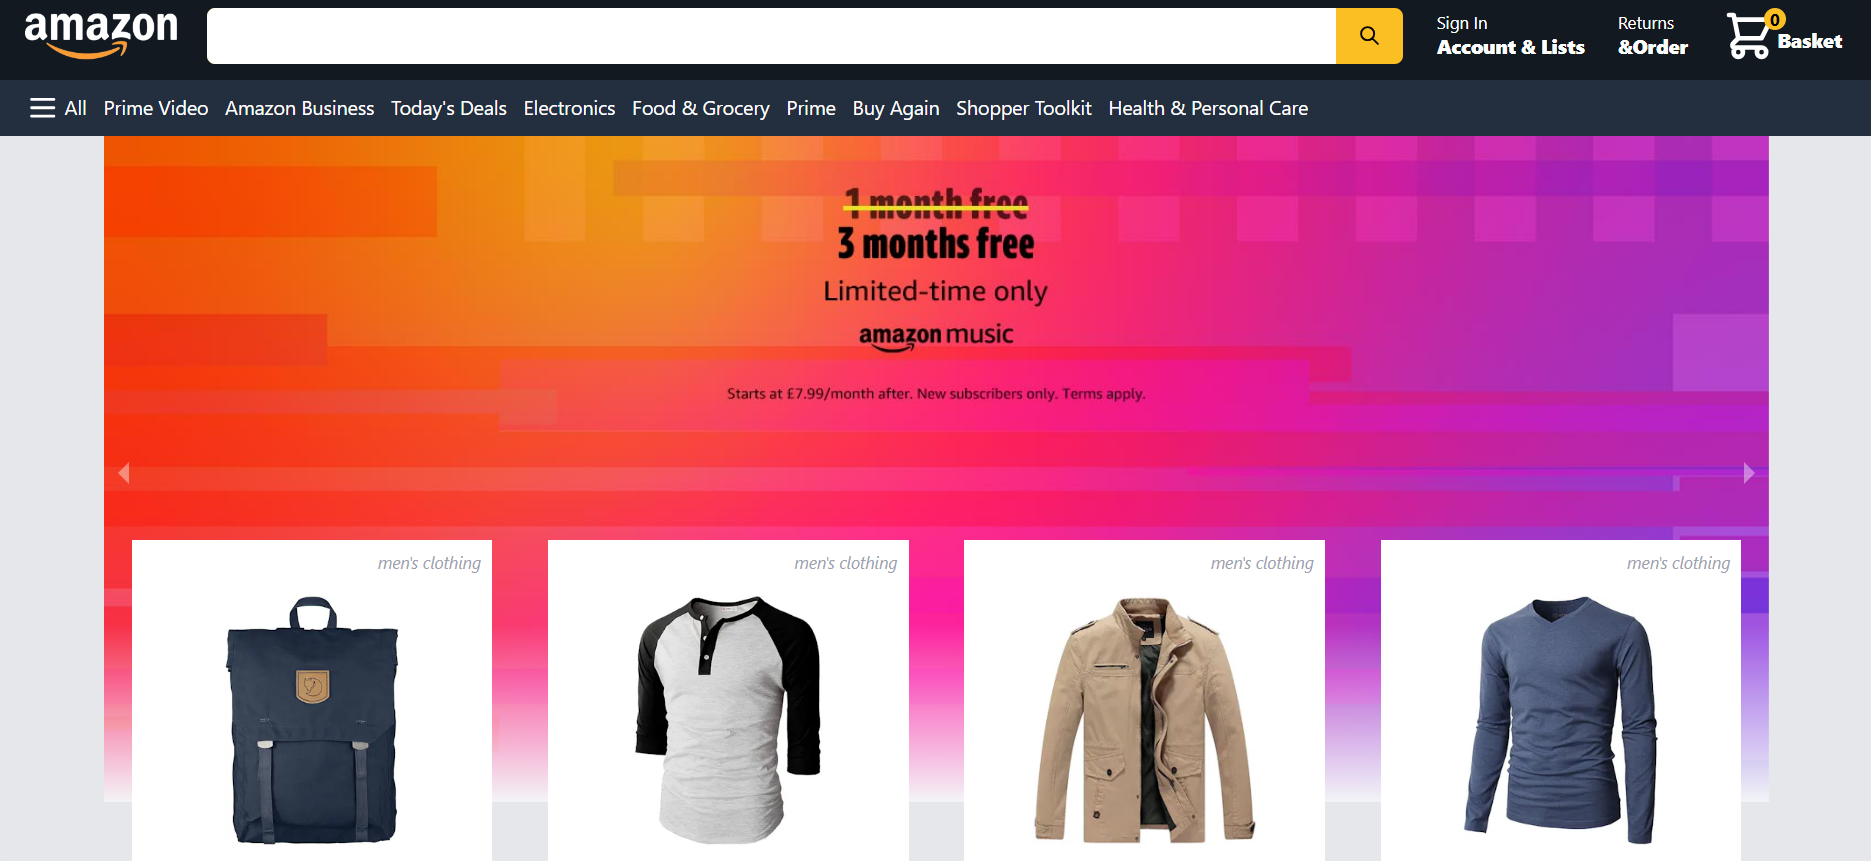 amazon
Sign In
Account & Lists
Returns
&Order
0
Basket
All Prime Video Amazon Business Today's Deals Electronics Food & Grocery Prime Buy Again Shopper Toolkit Health & Personal Care
1 month free
3 months free
Limited-time only
amazon music
Starts at £7.99/month after. New subscribers only. Terms apply.
men's clothing
men's clothing
men's clothing
men's clothing